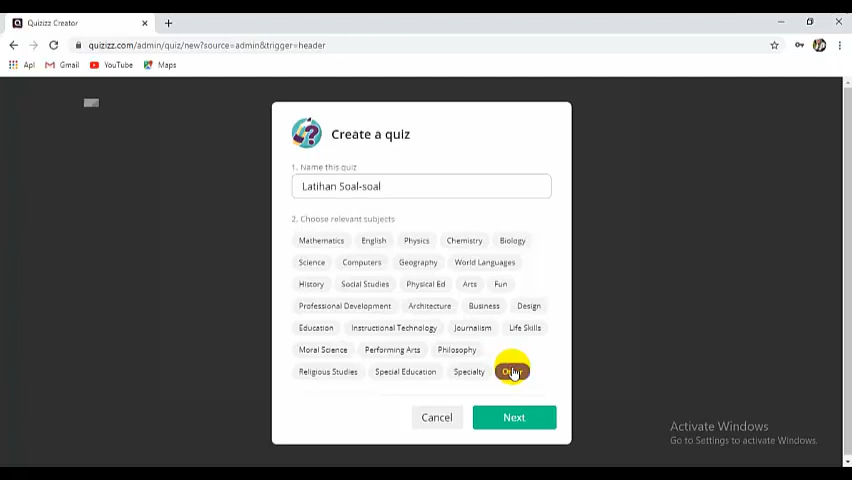 Quizizz Creator
quizizz.com/admin/quiz/new?source=admin&trigger=header
Apl Gmail YouTube Maps
Create a quiz
1. Name this quiz
Latihan Soal-soal
2. Choose relevant subjects
Mathematics English Physics Chemistry Biology
Science Computers Geography World Languages
History Social Studies Physical Ed Arts Fun
Professional Development Architecture Business Design
Education Instructional Technology Journalism Life Skills
Moral Science Performing Arts Philosophy
Religious Studies Special Education Specialty Other
Cancel Next
Activate Windows
Go to Settings to activate Windows.